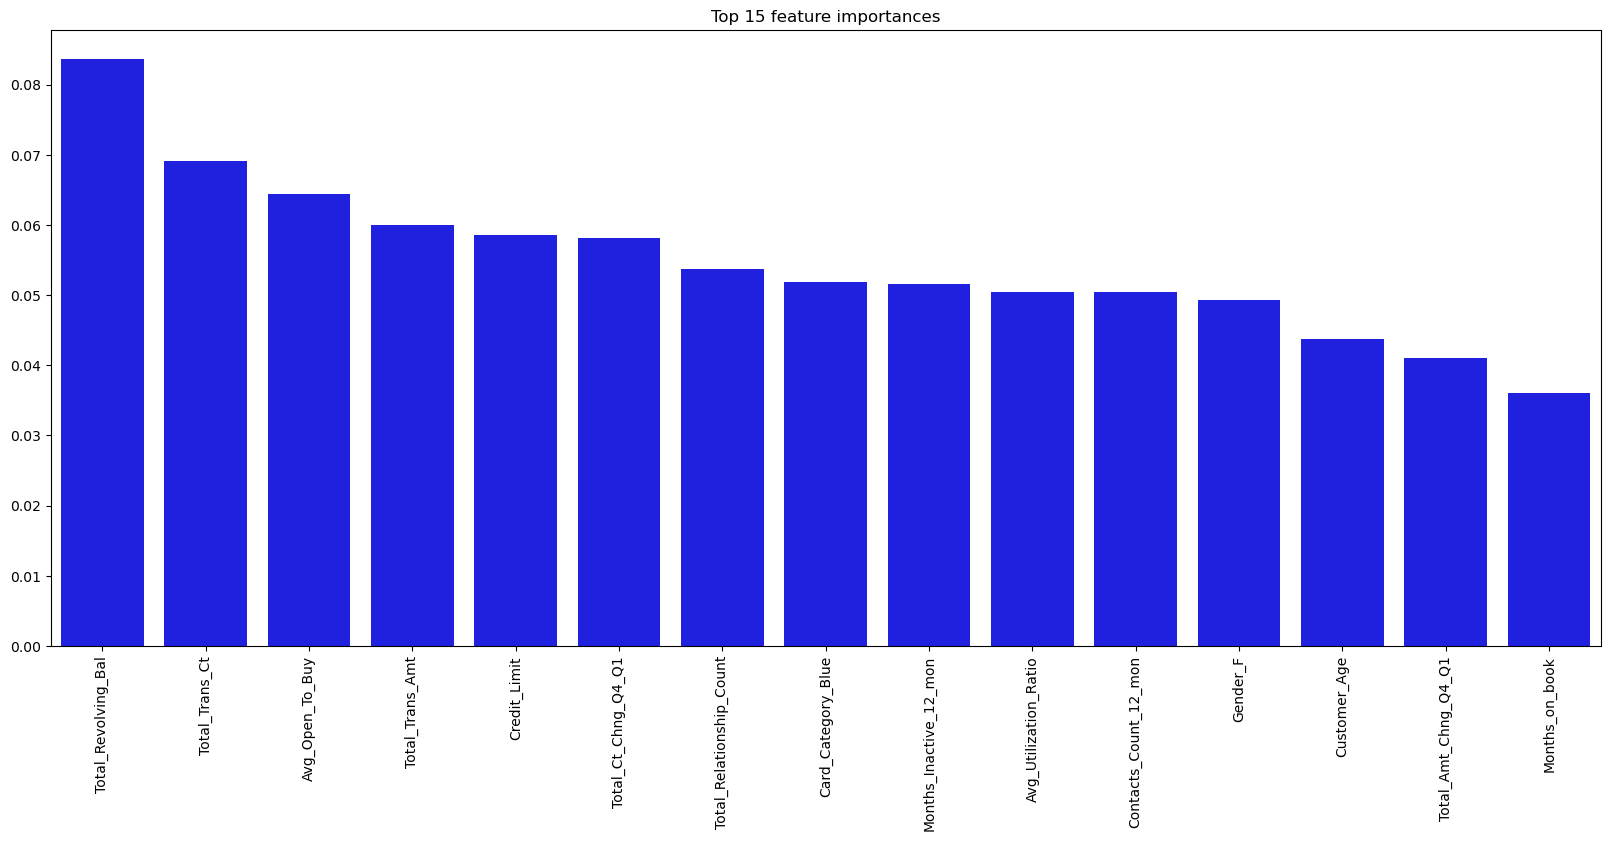 Top 15 feature importances
0.08
0.07
0.06
0.05
0.04
0.03
0.02
0.01
0.00
Total_Revolving_Bal
Total_Trans_Ct
Avg_Open_To_Buy
Total_Trans_Amt
Credit_Limit
Total_Ct_Chng_Q4_Q1
Total_Relationship_Count
Card_Category_Blue
Months_Inactive_12_mon
Avg_Utilization_Ratio
Contacts_Count_12_mon
Gender_F
Customer_Age
Total_Amt_Chng_Q4_Q1
Months_on_book